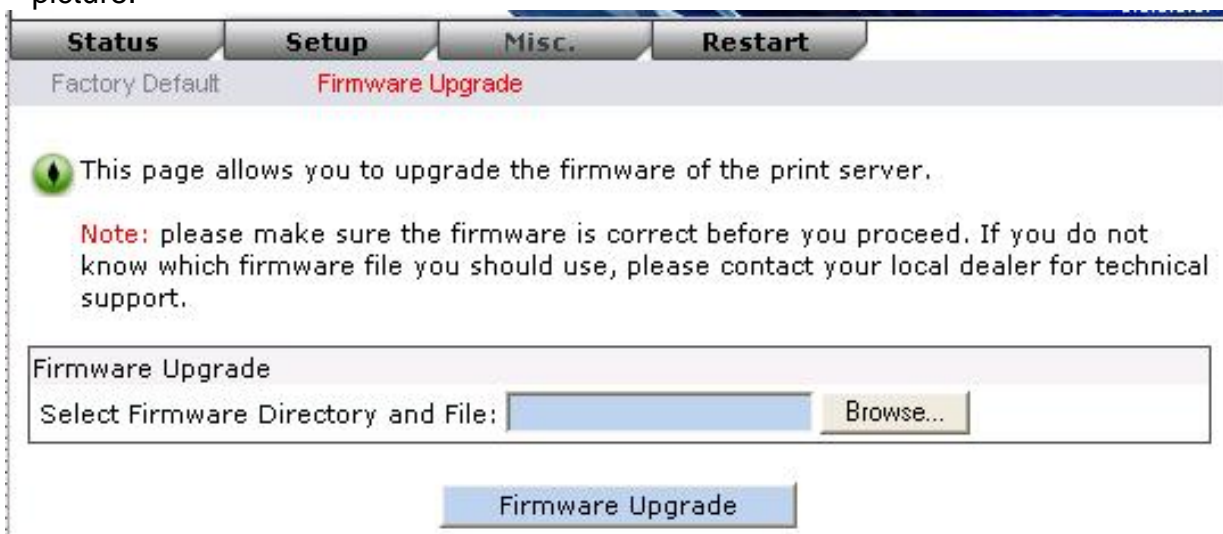 picture.
Status Setup Misc. Restart
Factory Default Firmware Upgrade
This page allows you to upgrade the firmware of the print server.
Note: please make sure the firmware is correct before you proceed. If you do not
know which firmware file you should use, please contact your local dealer for technical
support.
Firmware Upgrade
Select Firmware Directory and File: Browse...
Firmware Upgrade